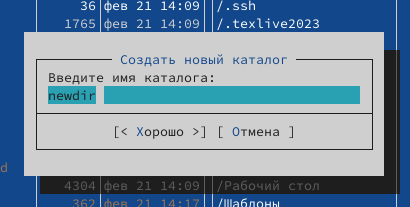 36 фев 21 14:09 /.ssh
1765 фев 21 14:09 /.texlive2023
Создать новый каталог
Введите имя каталога:
newdir
[< Хорошо >] [ Отмена ]
d
4304 фев 21 14:09 /Рабочий стол
362 фев 21 14:17 /Шаблоны